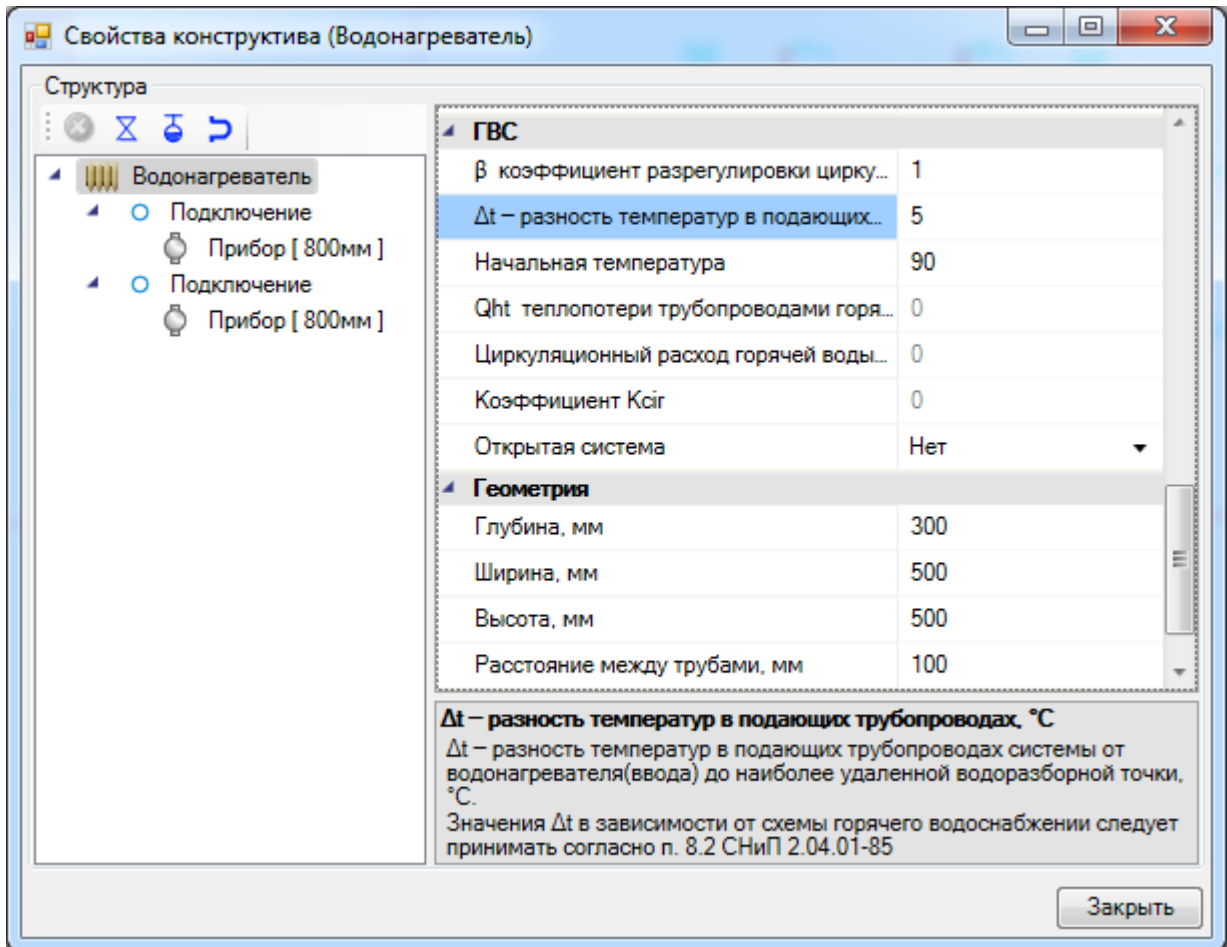 Свойства конструктива (Водонагреватель)
Структура
Водонагреватель
Подключение
Прибор [ 800мм ]
Подключение
Прибор [ 800мм ]
ГВС
β коэффициент разрегулировки цирку... 1
Δt – разность температур в подающих... 5
Начальная температура 90
Qht теплопотери трубопроводами горя... 0
Циркуляционный расход горячей воды... 0
Коэффициент Kcir 0
Открытая система Нет
Геометрия
Глубина, мм 300
Ширина, мм 500
Высота, мм 500
Расстояние между трубами, мм 100
Δt – разность температур в подающих трубопроводах, °C
Δt – разность температур в подающих трубопроводах системы от
водонагревателя(ввода) до наиболее удаленной водоразборной точки,
°C.
Значения Δt в зависимости от схемы горячего водоснабжении следует
принимать согласно п. 8.2 СНиП 2.04.01-85
Закрыть